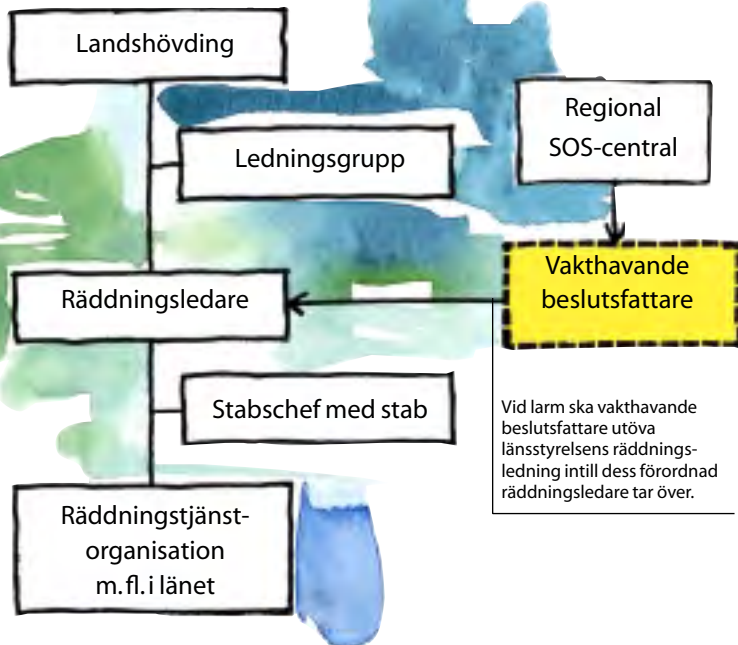 Landshövding
Regional
SOS-central
Ledningsgrupp
Vakthavande
beslutsfattare
Räddningsledare
Stabschef med stab
Vid larm ska vakthavande
beslutsfattare utöva
länsstyrelsens räddnings-
ledning intill dess förordnad
räddningsledare tar över.
Räddningstjänst-
organisation
m. fl. i länet